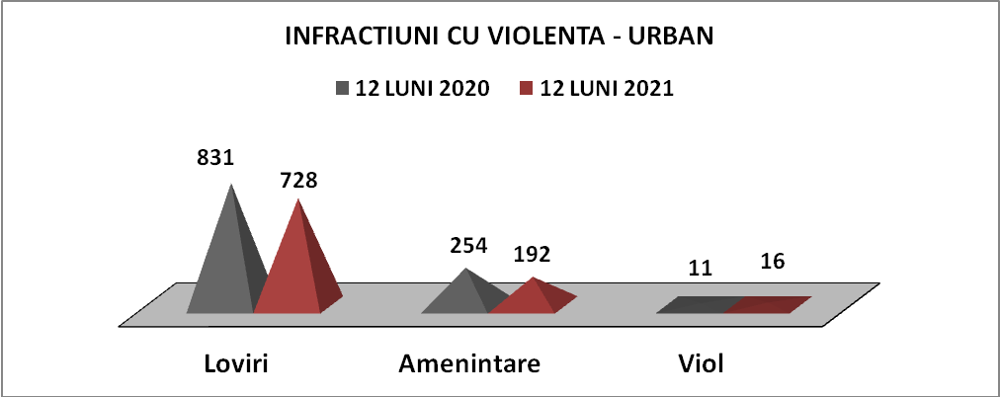 INFRACTIUNI CU VIOLENTA - URBAN
12 LUNI 2020 12 LUNI 2021
831
728
254
192
11
16
Loviri Amenintare Viol